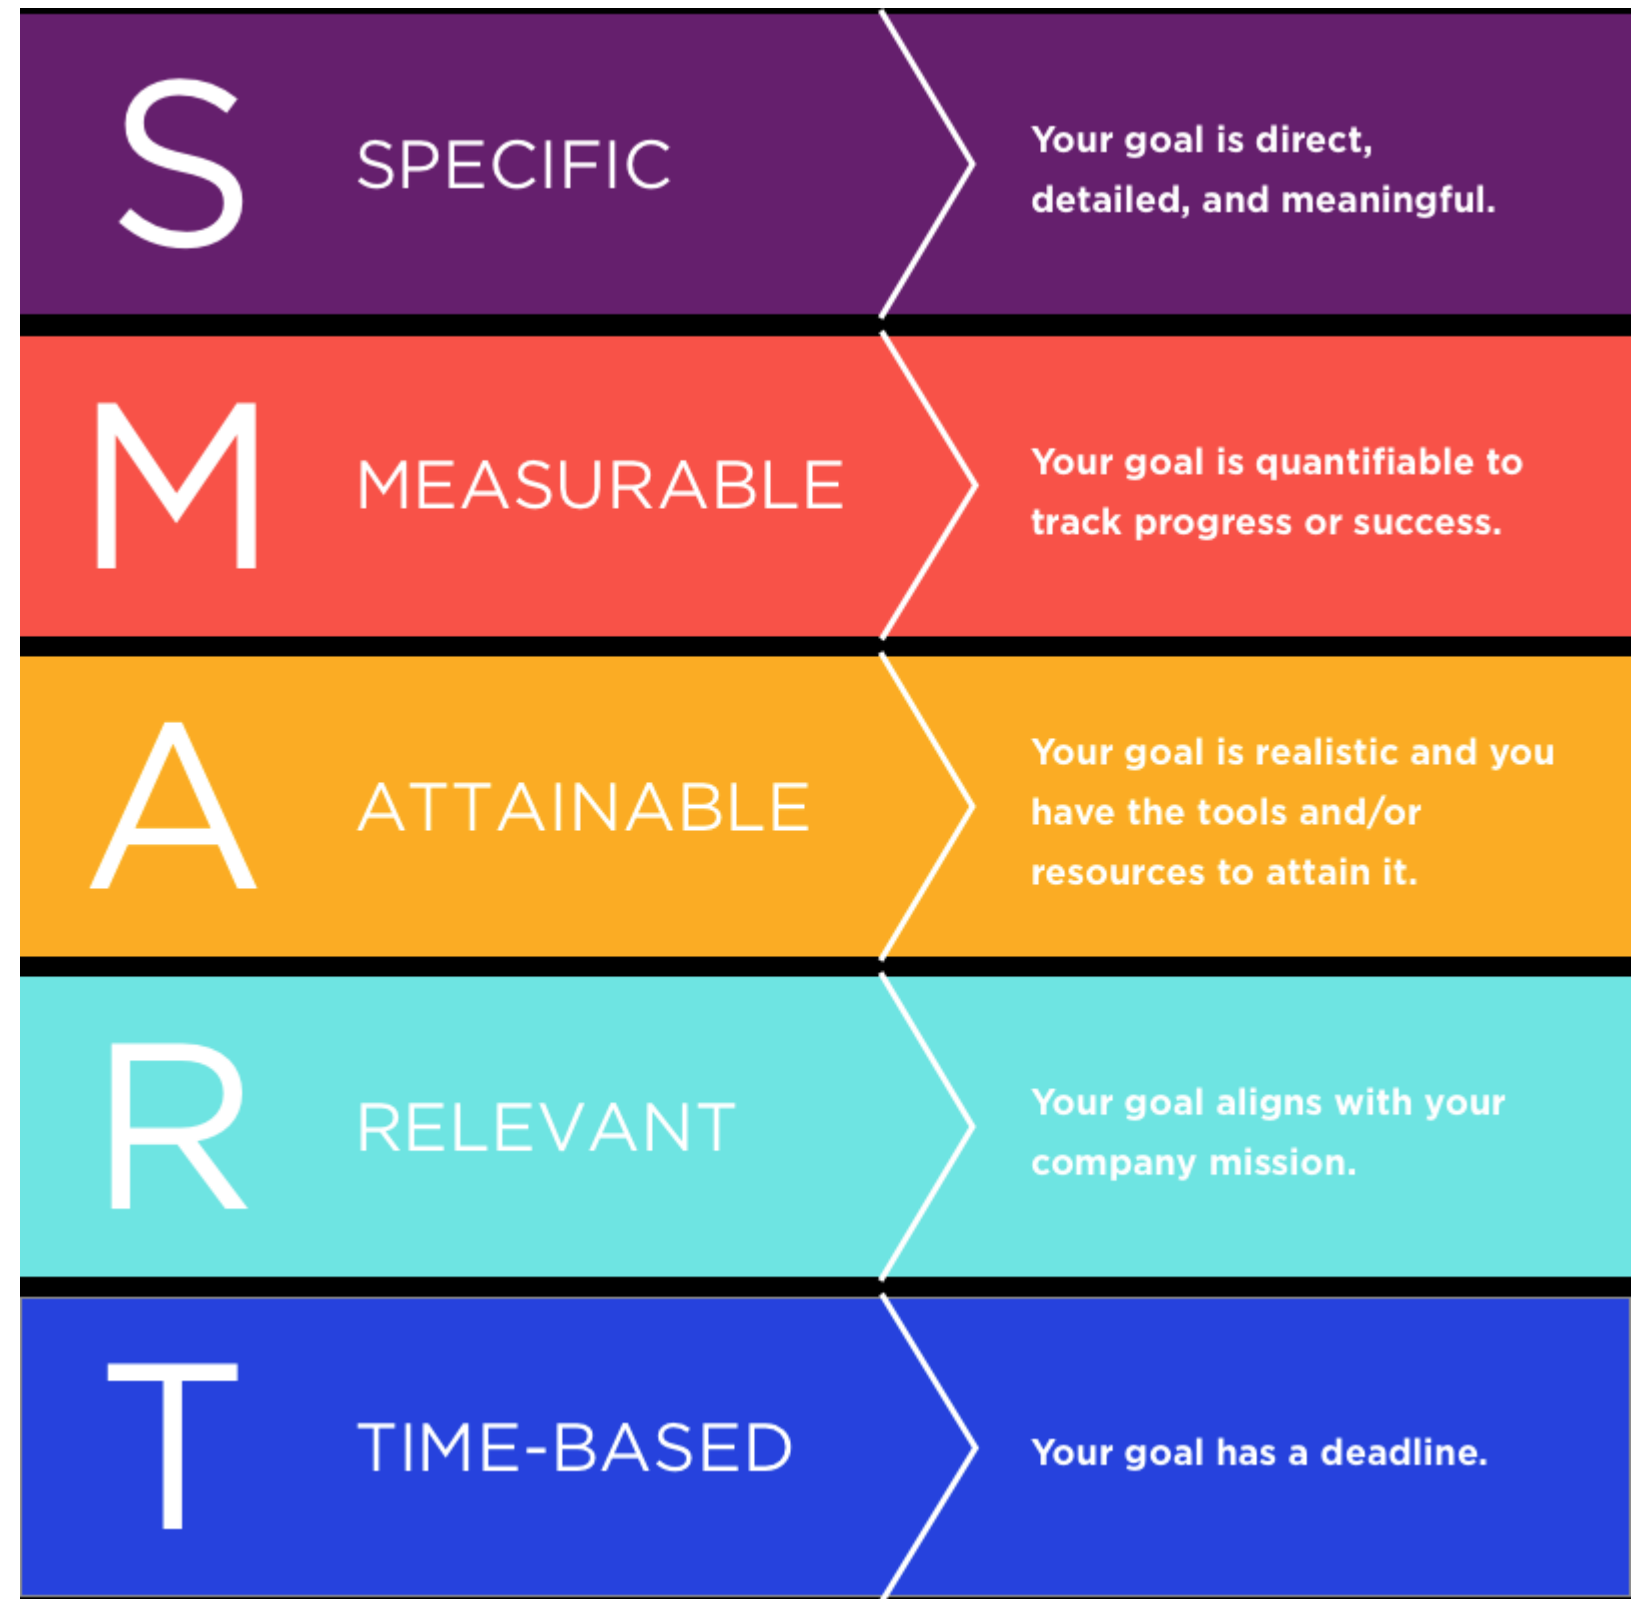 S
SPECIFIC
Your goal is direct,
detailed, and meaningful.
M
MEASURABLE
Your goal is quantifiable to
track progress or success.
A
ATTAINABLE
Your goal is realistic and you
have the tools and/or
resources to attain it.
R
RELEVANT
Your goal aligns with your
company mission.
T
TIME-BASED
Your goal has a deadline.